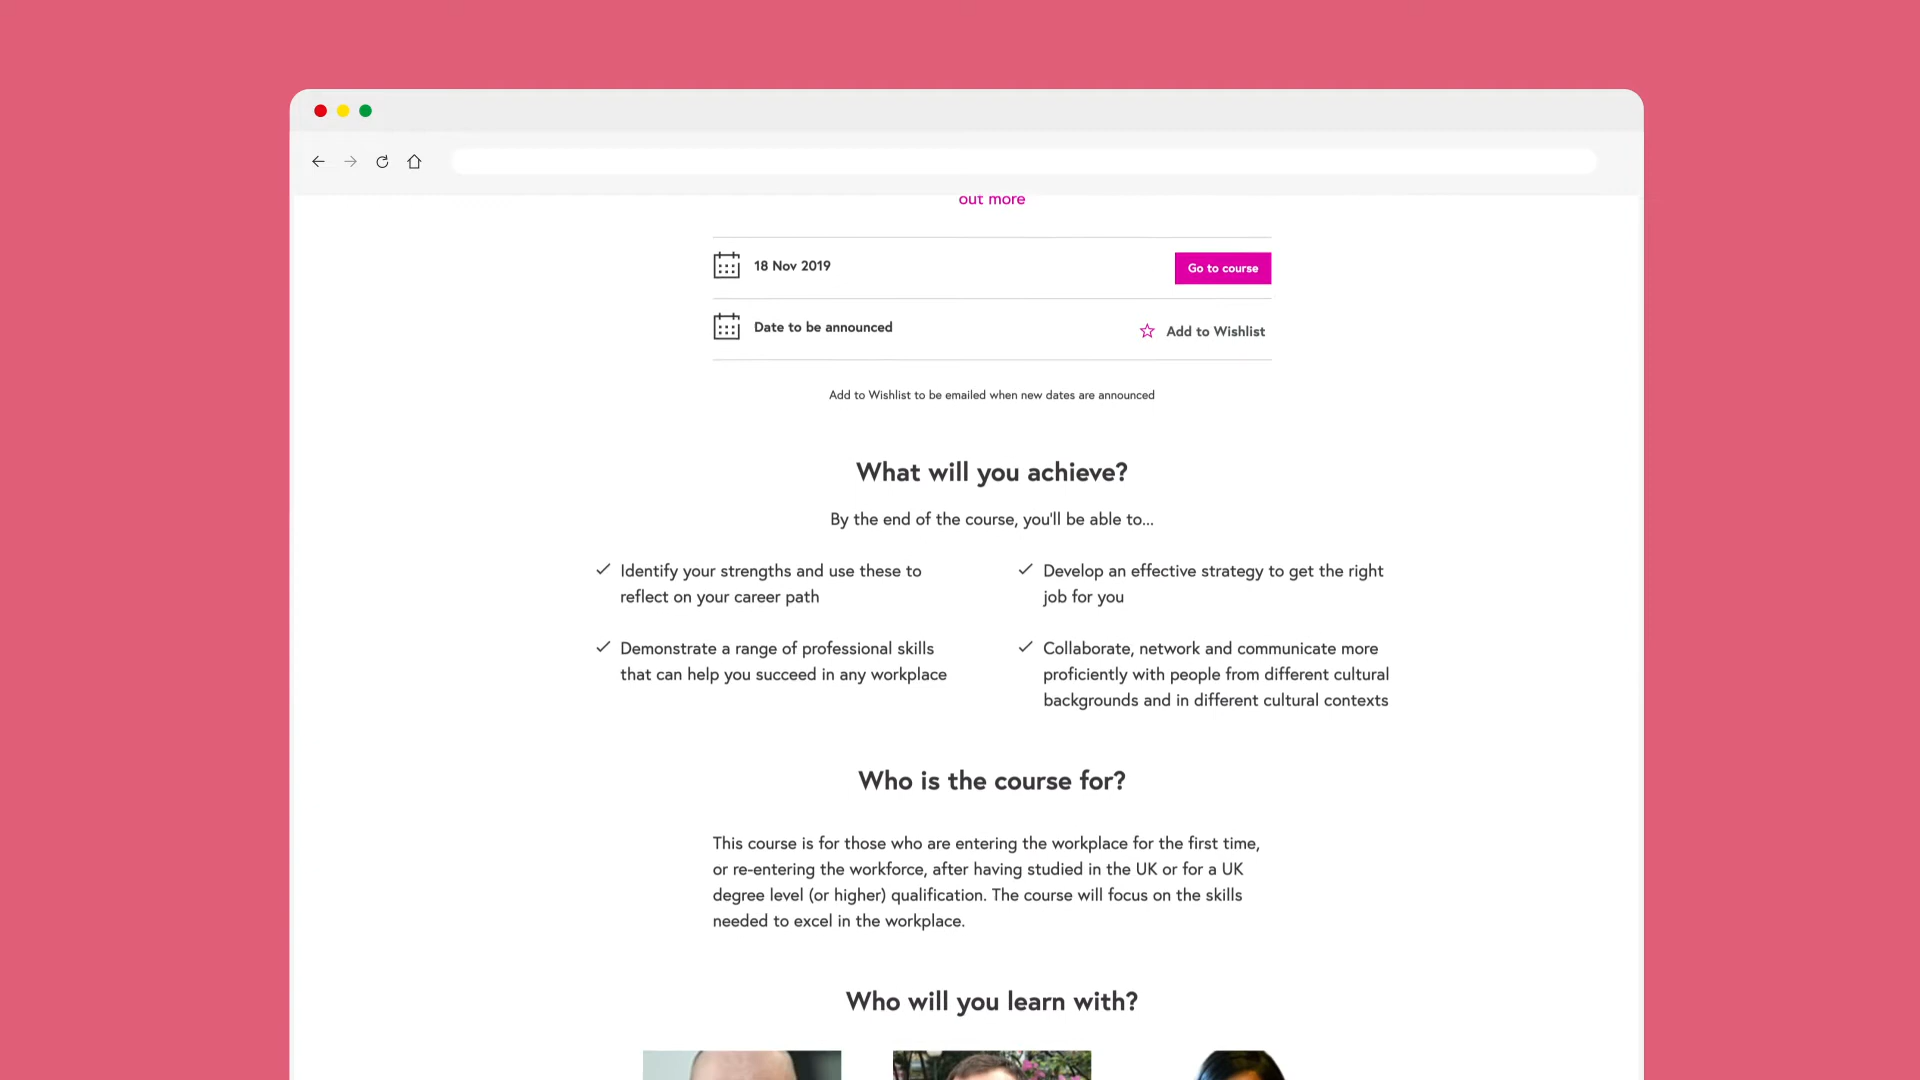 out more
18 Nov 2019
Go to course
Date to be announced
Add to Wishlist
Add to Wishlist to be emailed when new dates are announced
What will you achieve?
By the end of the course, you'll be able to...
Identify your strengths and use these to
reflect on your career path
Develop an effective strategy to get the right
job for you
Demonstrate a range of professional skills
that can help you succeed in any workplace
Collaborate, network and communicate more
proficiently with people from different cultural
backgrounds and in different cultural contexts
Who is the course for?
This course is for those who are entering the workplace for the first time,
or re-entering the workforce, after having studied in the UK or for a UK
degree level (or higher) qualification. The course will focus on the skills
needed to excel in the workplace.
Who will you learn with?